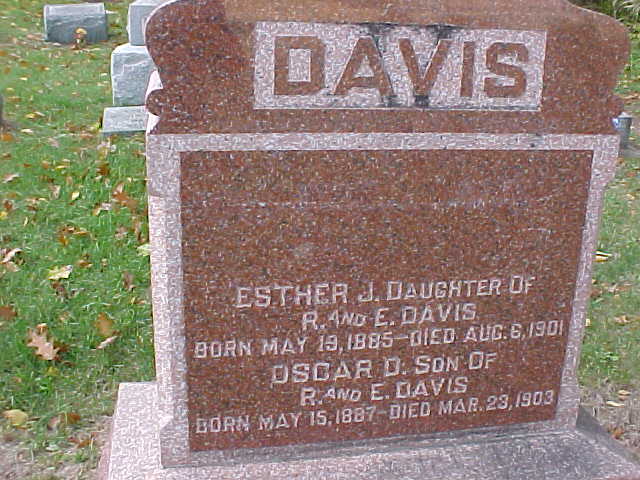 DAVIS
ESTHER J. DAUGHTER OF
R. AND E. DAVIS
BORN MAY 19, 1885 - DIED AUG. 6, 1901
OSCAR D. SON OF
R. AND E. DAVIS
BORN MAY 15, 1887 - DIED MAR. 23, 1903